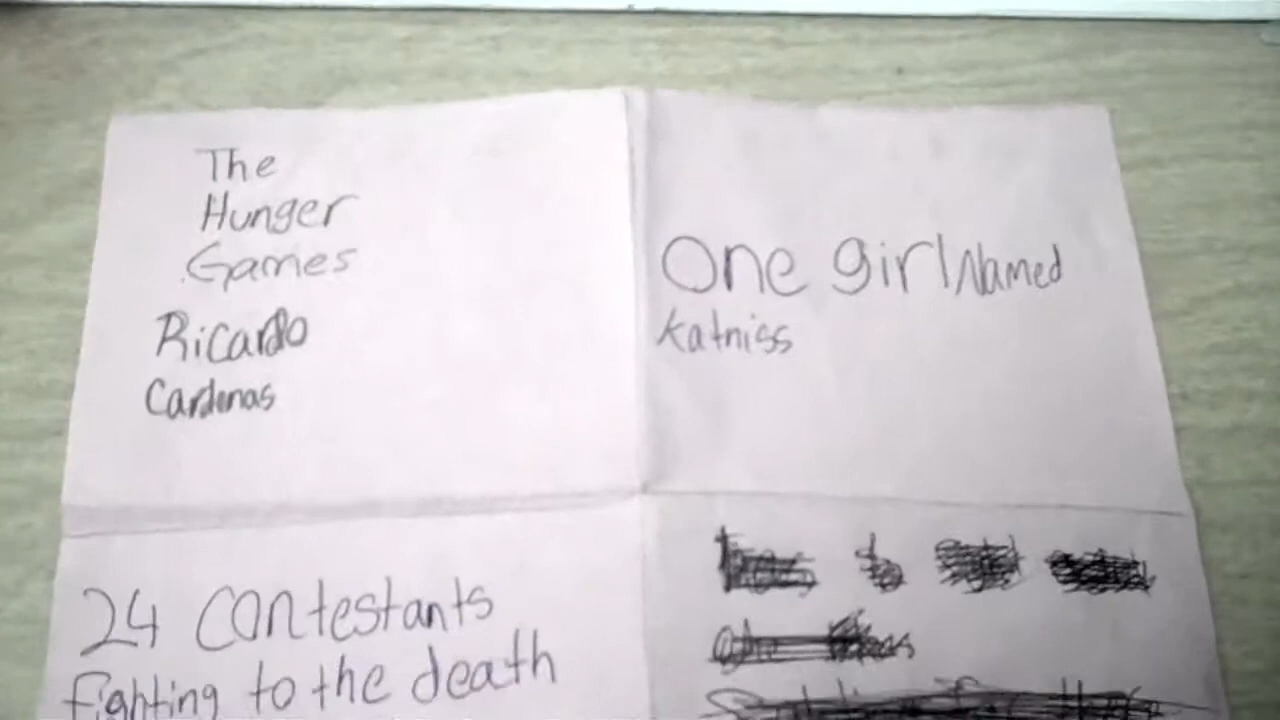 The
Hunger
Games
Ricardo
Cardenas
One girl Named
Katniss
24 Contestants
fighting to the death